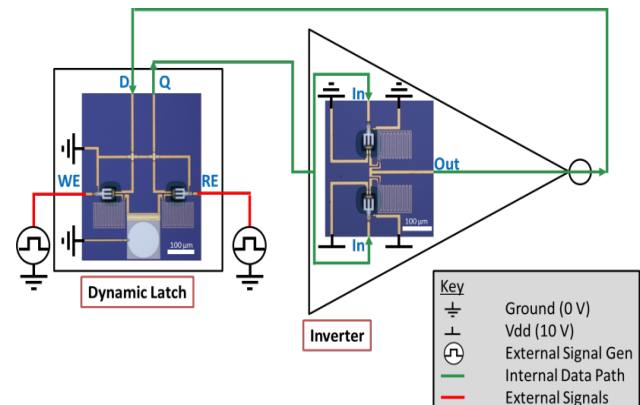 D Q
In
WE RE
Out
100 µm
100 µm
In
Dynamic Latch
Inverter
Key
Ground (0 V)
Vdd (10 V)
External Signal Gen
Internal Data Path
External Signals